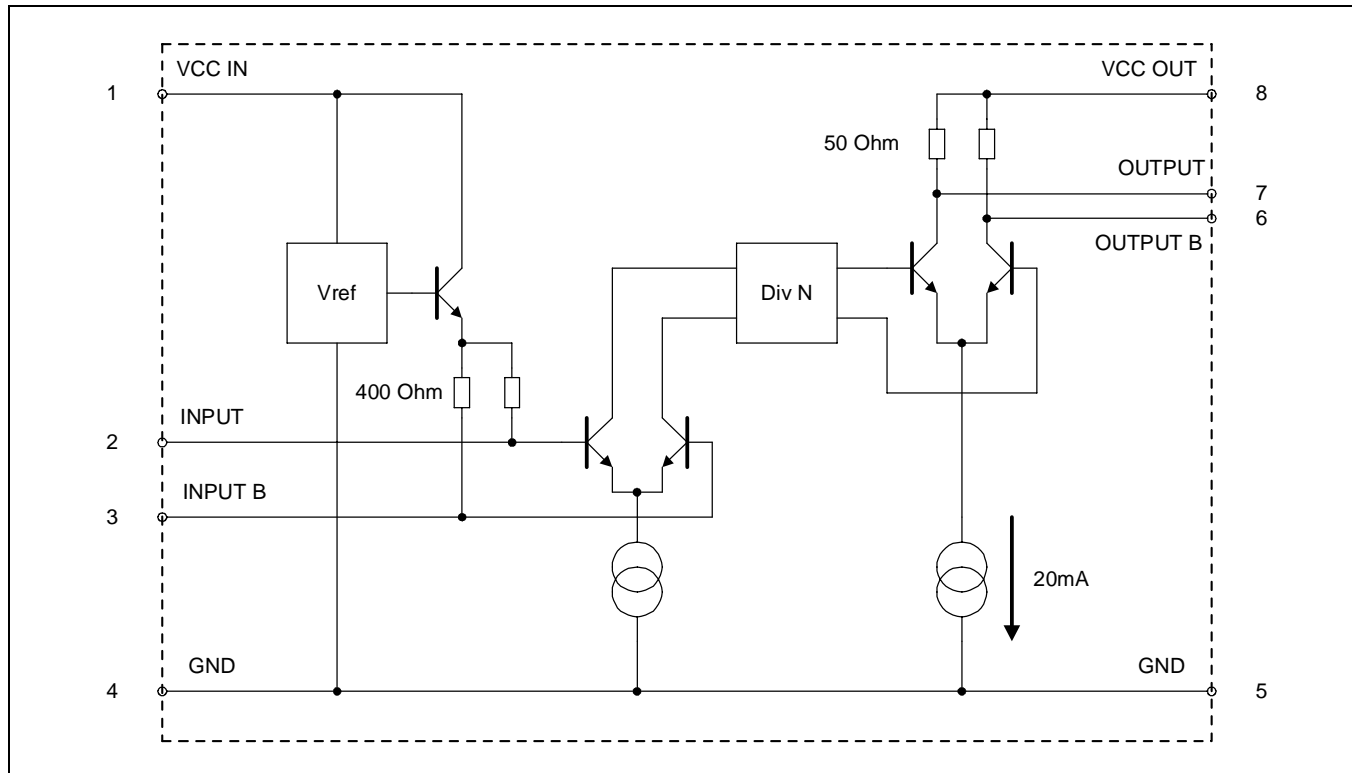 VCC IN
VCC OUT
1
8
50 Ohm
OUTPUT
7
6
OUTPUT B
Vref
Div N
400 Ohm
INPUT
2
INPUT B
3
20mA
GND
GND
4
5